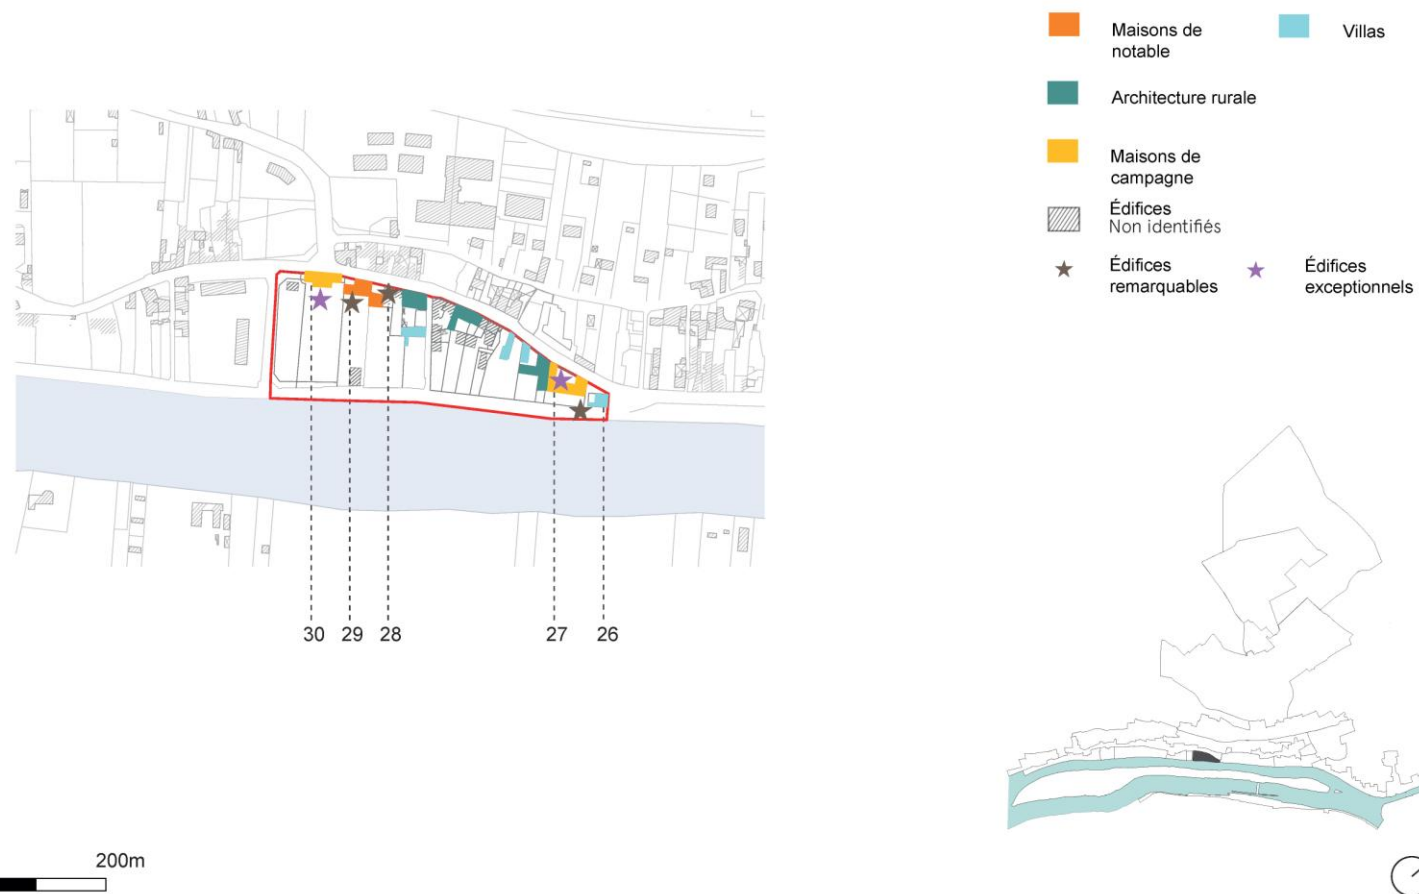 Maisons de
notable
Villas
Architecture rurale
Maisons de
campagne
Édifices
Non identifiés
Édifices
remarquables
Édifices
exceptionnels
30 29 28 27 26
200m